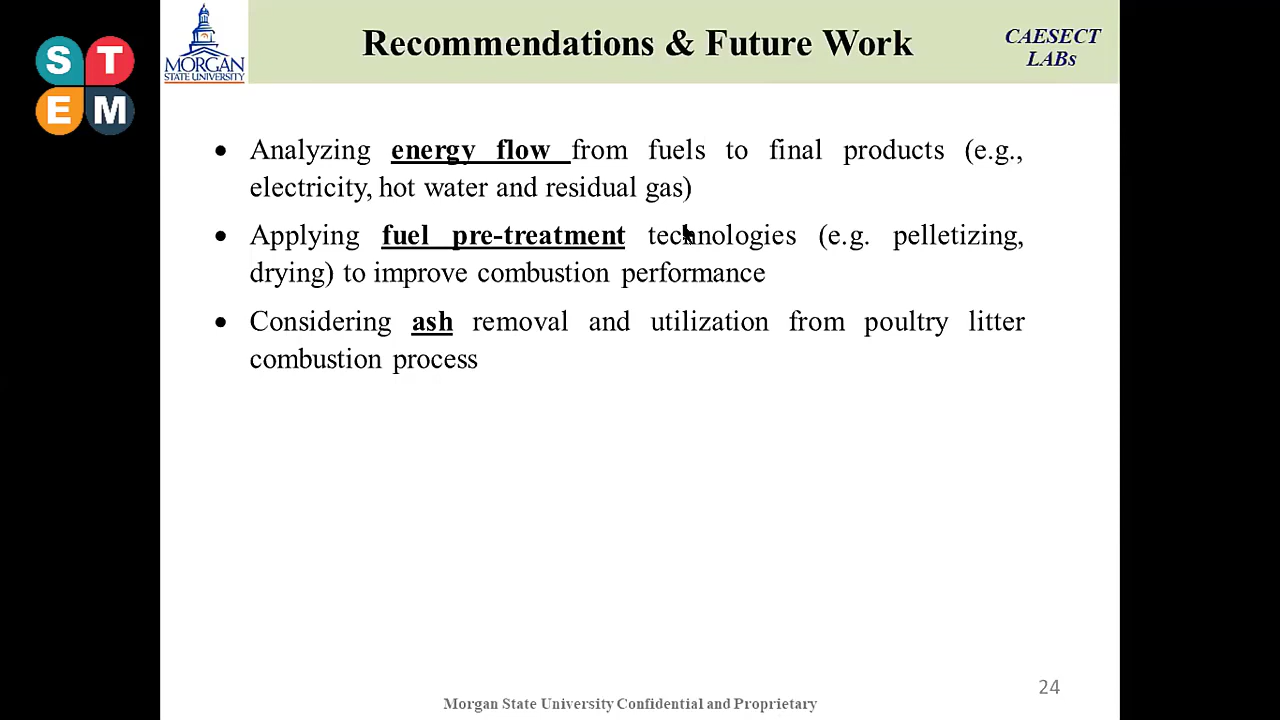 S T
E M
MORGAN
STATE UNIVERSITY
Recommendations & Future Work
CAESECT
LABs
• Analyzing energy flow from fuels to final products (e.g.,
electricity, hot water and residual gas)
• Applying fuel pre-treatment technologies (e.g. pelletizing,
drying) to improve combustion performance
• Considering ash removal and utilization from poultry litter
combustion process
24
Morgan State University Confidential and Proprietary